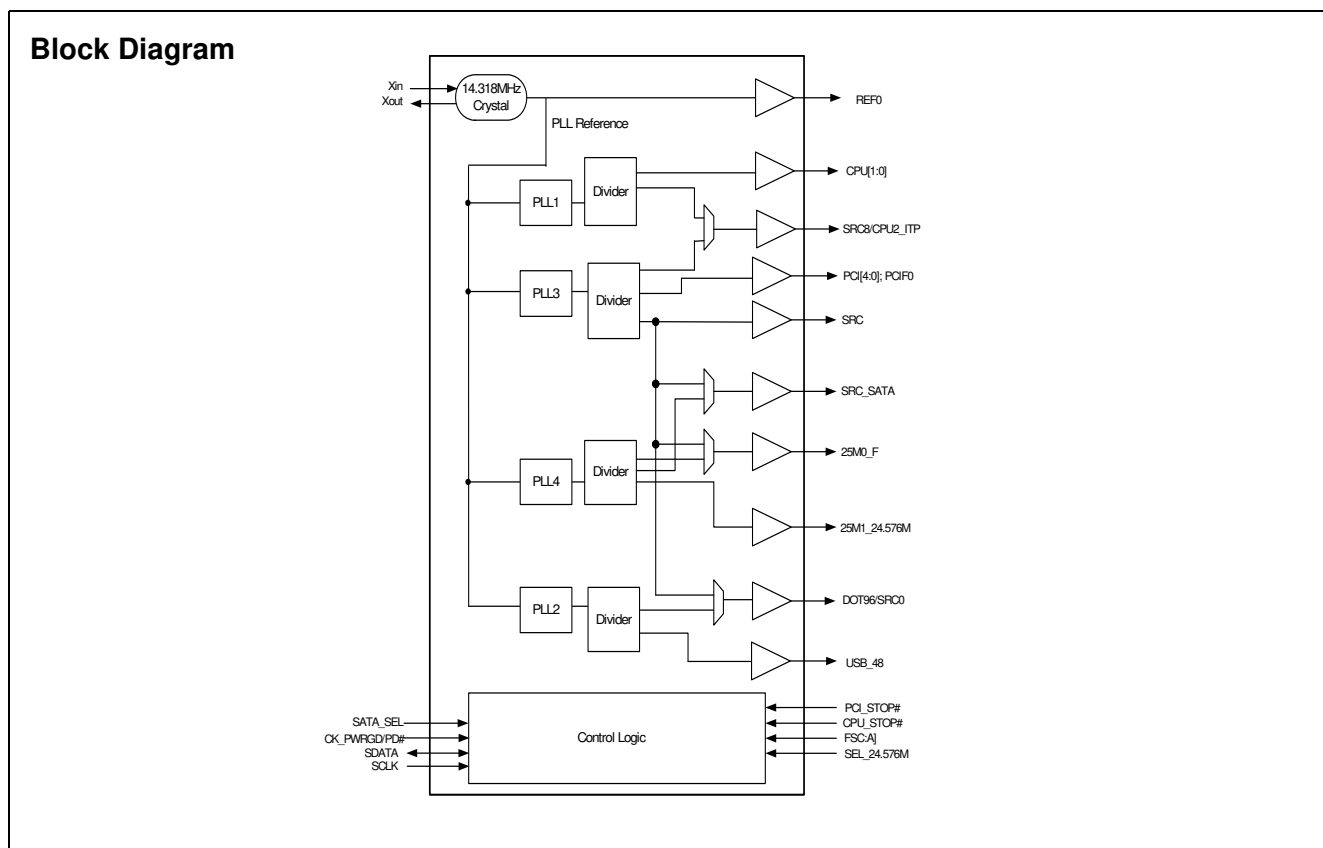 Block Diagram
Xin
Xout
14.318MHz
Crystal
REF0
PLL Reference
PLL1
Divider
CPU[1:0]
SRC8/CPU2_ITP
PLL3
Divider
PCI[4:0]; PCIF0
SRC
SRC_SATA
PLL4
Divider
25M0_F
25M1_24.576M
PLL2
Divider
DOT96/SRC0
USB_48
SATA_SEL
CK_PWRGD/PD#
SDATA
SCLK
Control Logic
PCI_STOP#
CPU_STOP#
FSC:A]
SEL_24.576M